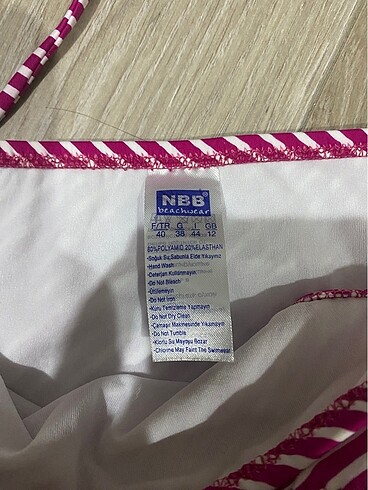 NBB
beachwear
F/TR G I GB
40 38 44 12
80%POLYAMID 20%ELASTHAN
•Soğuk Su,Sabunla Elde Yıkayınız
•Hand Wash
•Deterjan Kullanmayın
•Do Not Bleach
•Ütülemeyin
•Do Not Iron
•Kuru Temizleme Yapmayın
•Do Not Dry Clean
•Çamaşır Makinesinde Yıkamayın
•Do Not Tumble
•Klorlu Su Mayoyu Bozar
•Chlorine May Faint The Swimwear